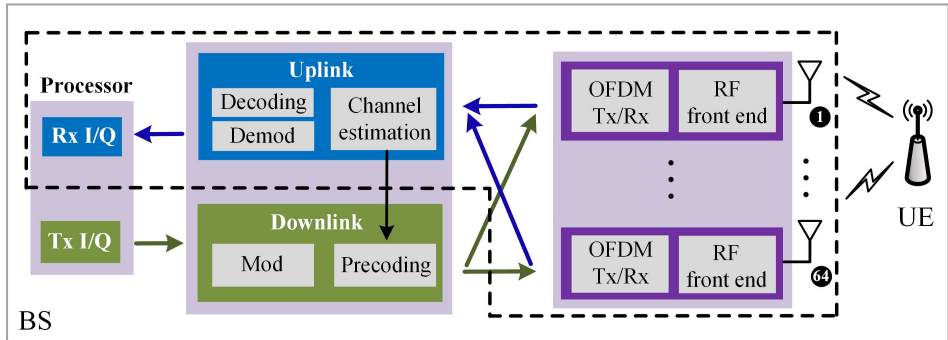 Processor
Rx I/Q
Tx I/Q
BS
Uplink
Decoding
Demod
Channel
estimation
Downlink
Mod
Precoding
OFDM
Tx/Rx
RF
front end
1
OFDM
Tx/Rx
RF
front end
64
UE